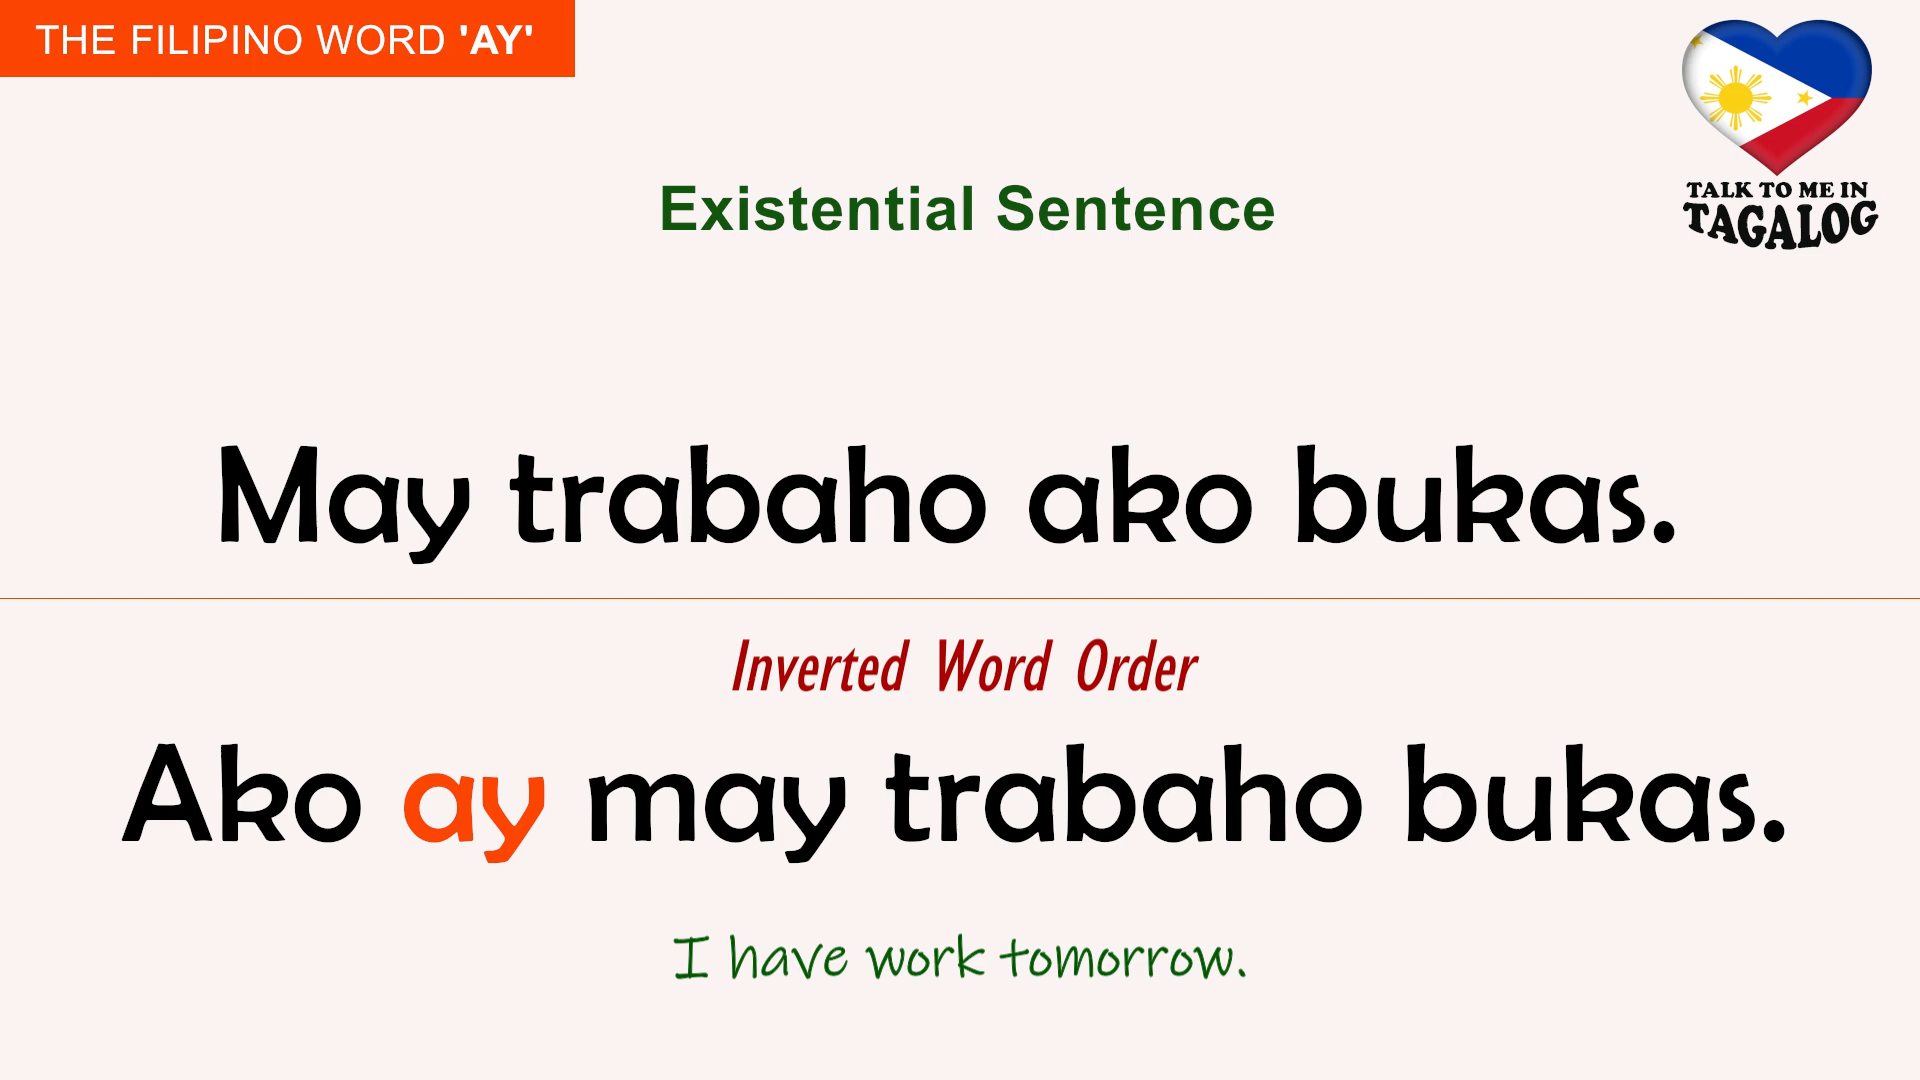 THE FILIPINO WORD 'AY'
TALK TO ME IN
TAGALOG
Existential Sentence
May trabaho ako bukas.
Inverted Word Order
Ako ay may trabaho bukas.
I have work tomorrow.